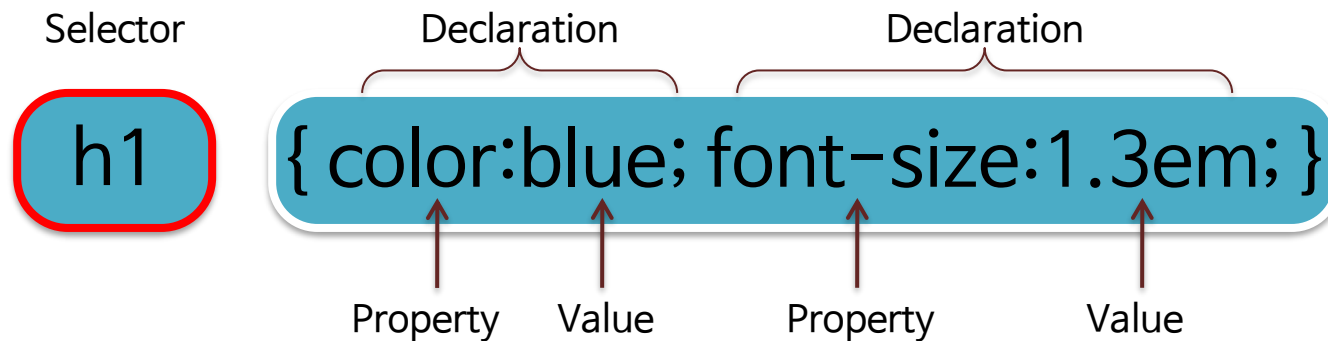 Selector Declaration Declaration
h1 { color:blue; font-size:1.3em; }
Property Value Property Value